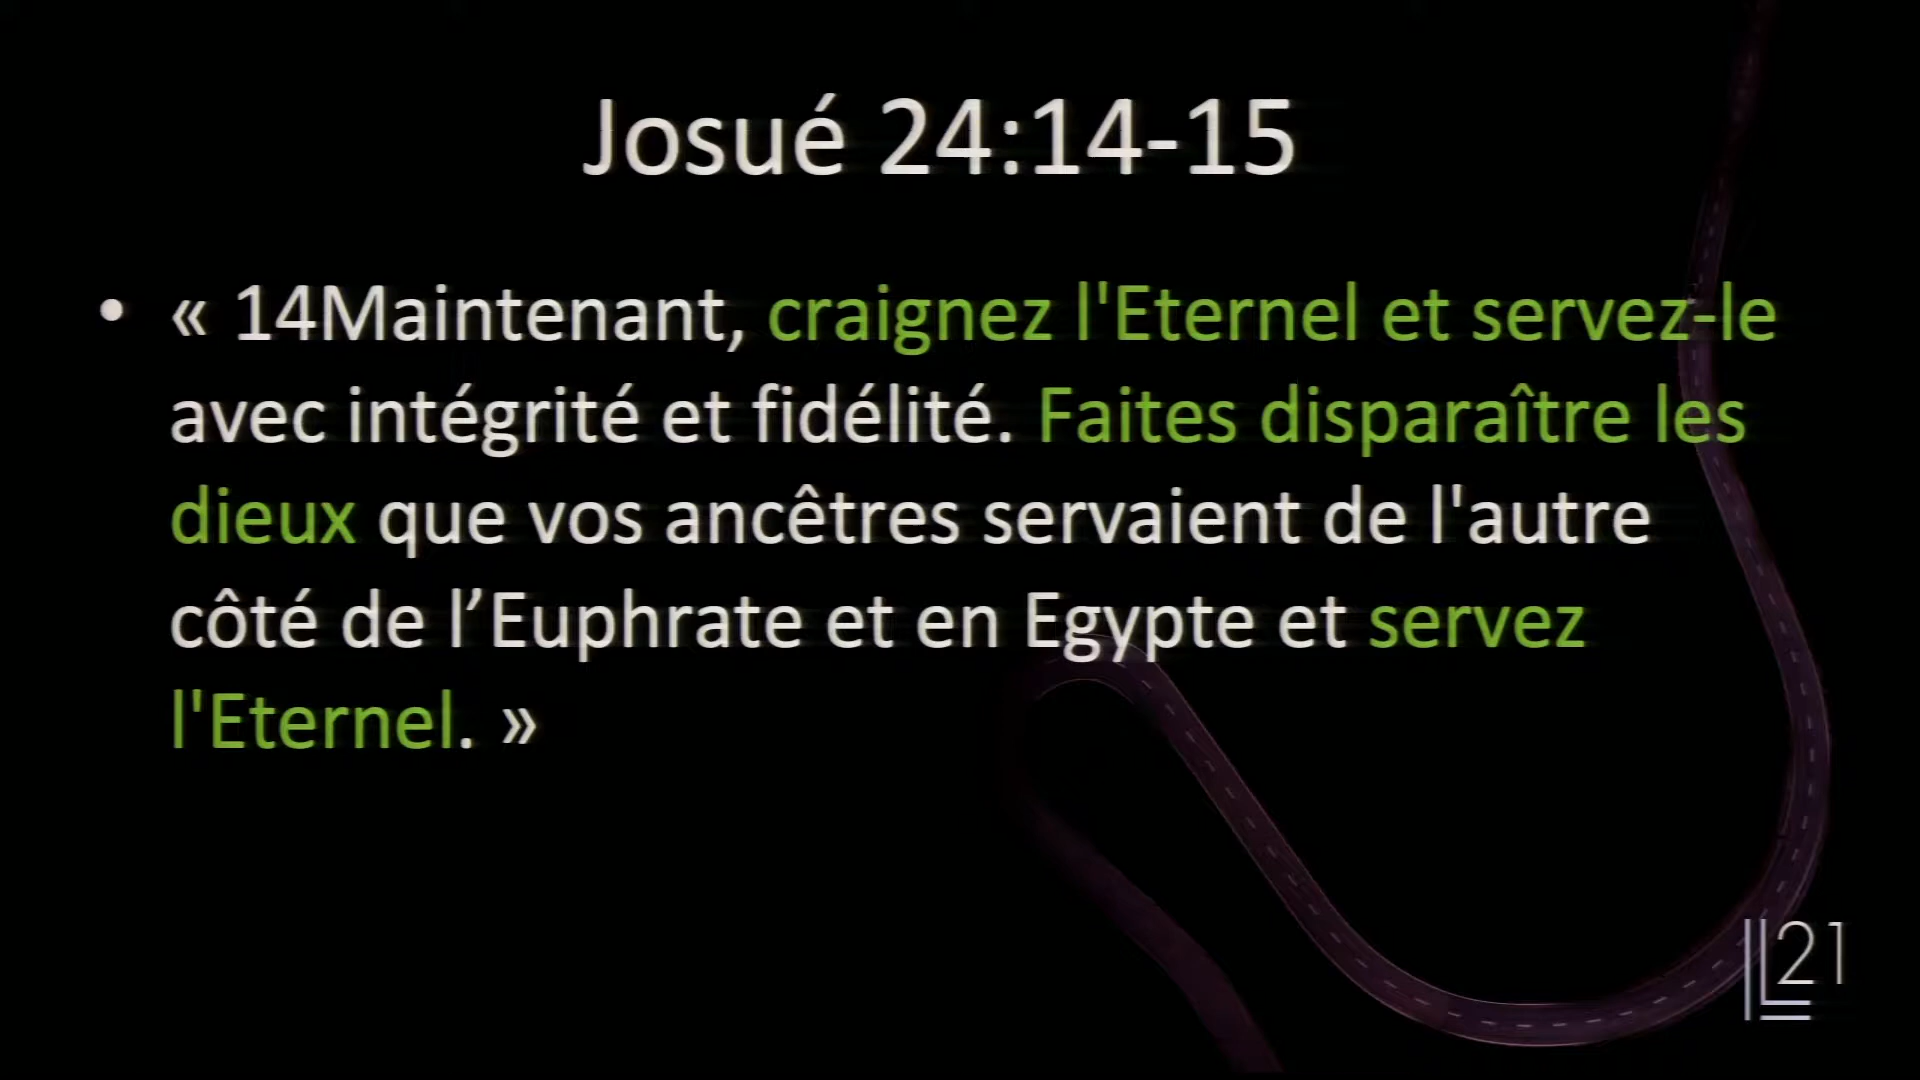 Josué 24:14-15
• « 14Maintenant, craignez l'Eternel et servez-le
avec intégrité et fidélité. Faites disparaître les
dieux que vos ancêtres servaient de l'autre
côté de l’Euphrate et en Egypte et servez
l'Eternel. »
L21